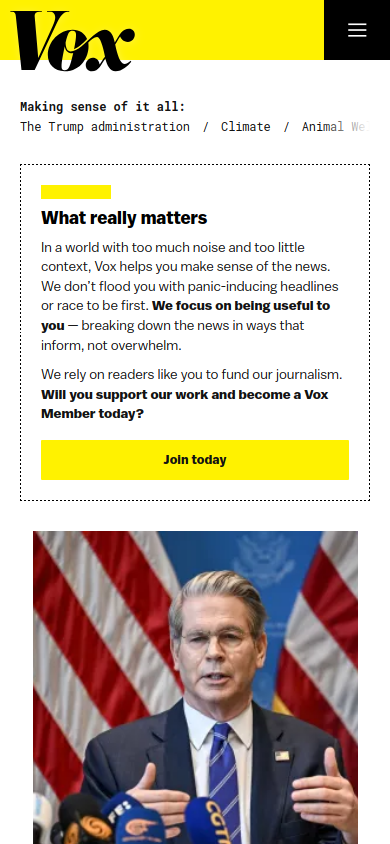 Vox
Making sense of it all:
The Trump administration / Climate / Animal We
What really matters
In a world with too much noise and too little
context, Vox helps you make sense of the news.
We don't flood you with panic-inducing headlines
or race to be first. We focus on being useful to
you — breaking down the news in ways that
inform, not overwhelm.
We rely on readers like you to fund our journalism.
Will you support our work and become a Vox
Member today?
Join today
CGTN